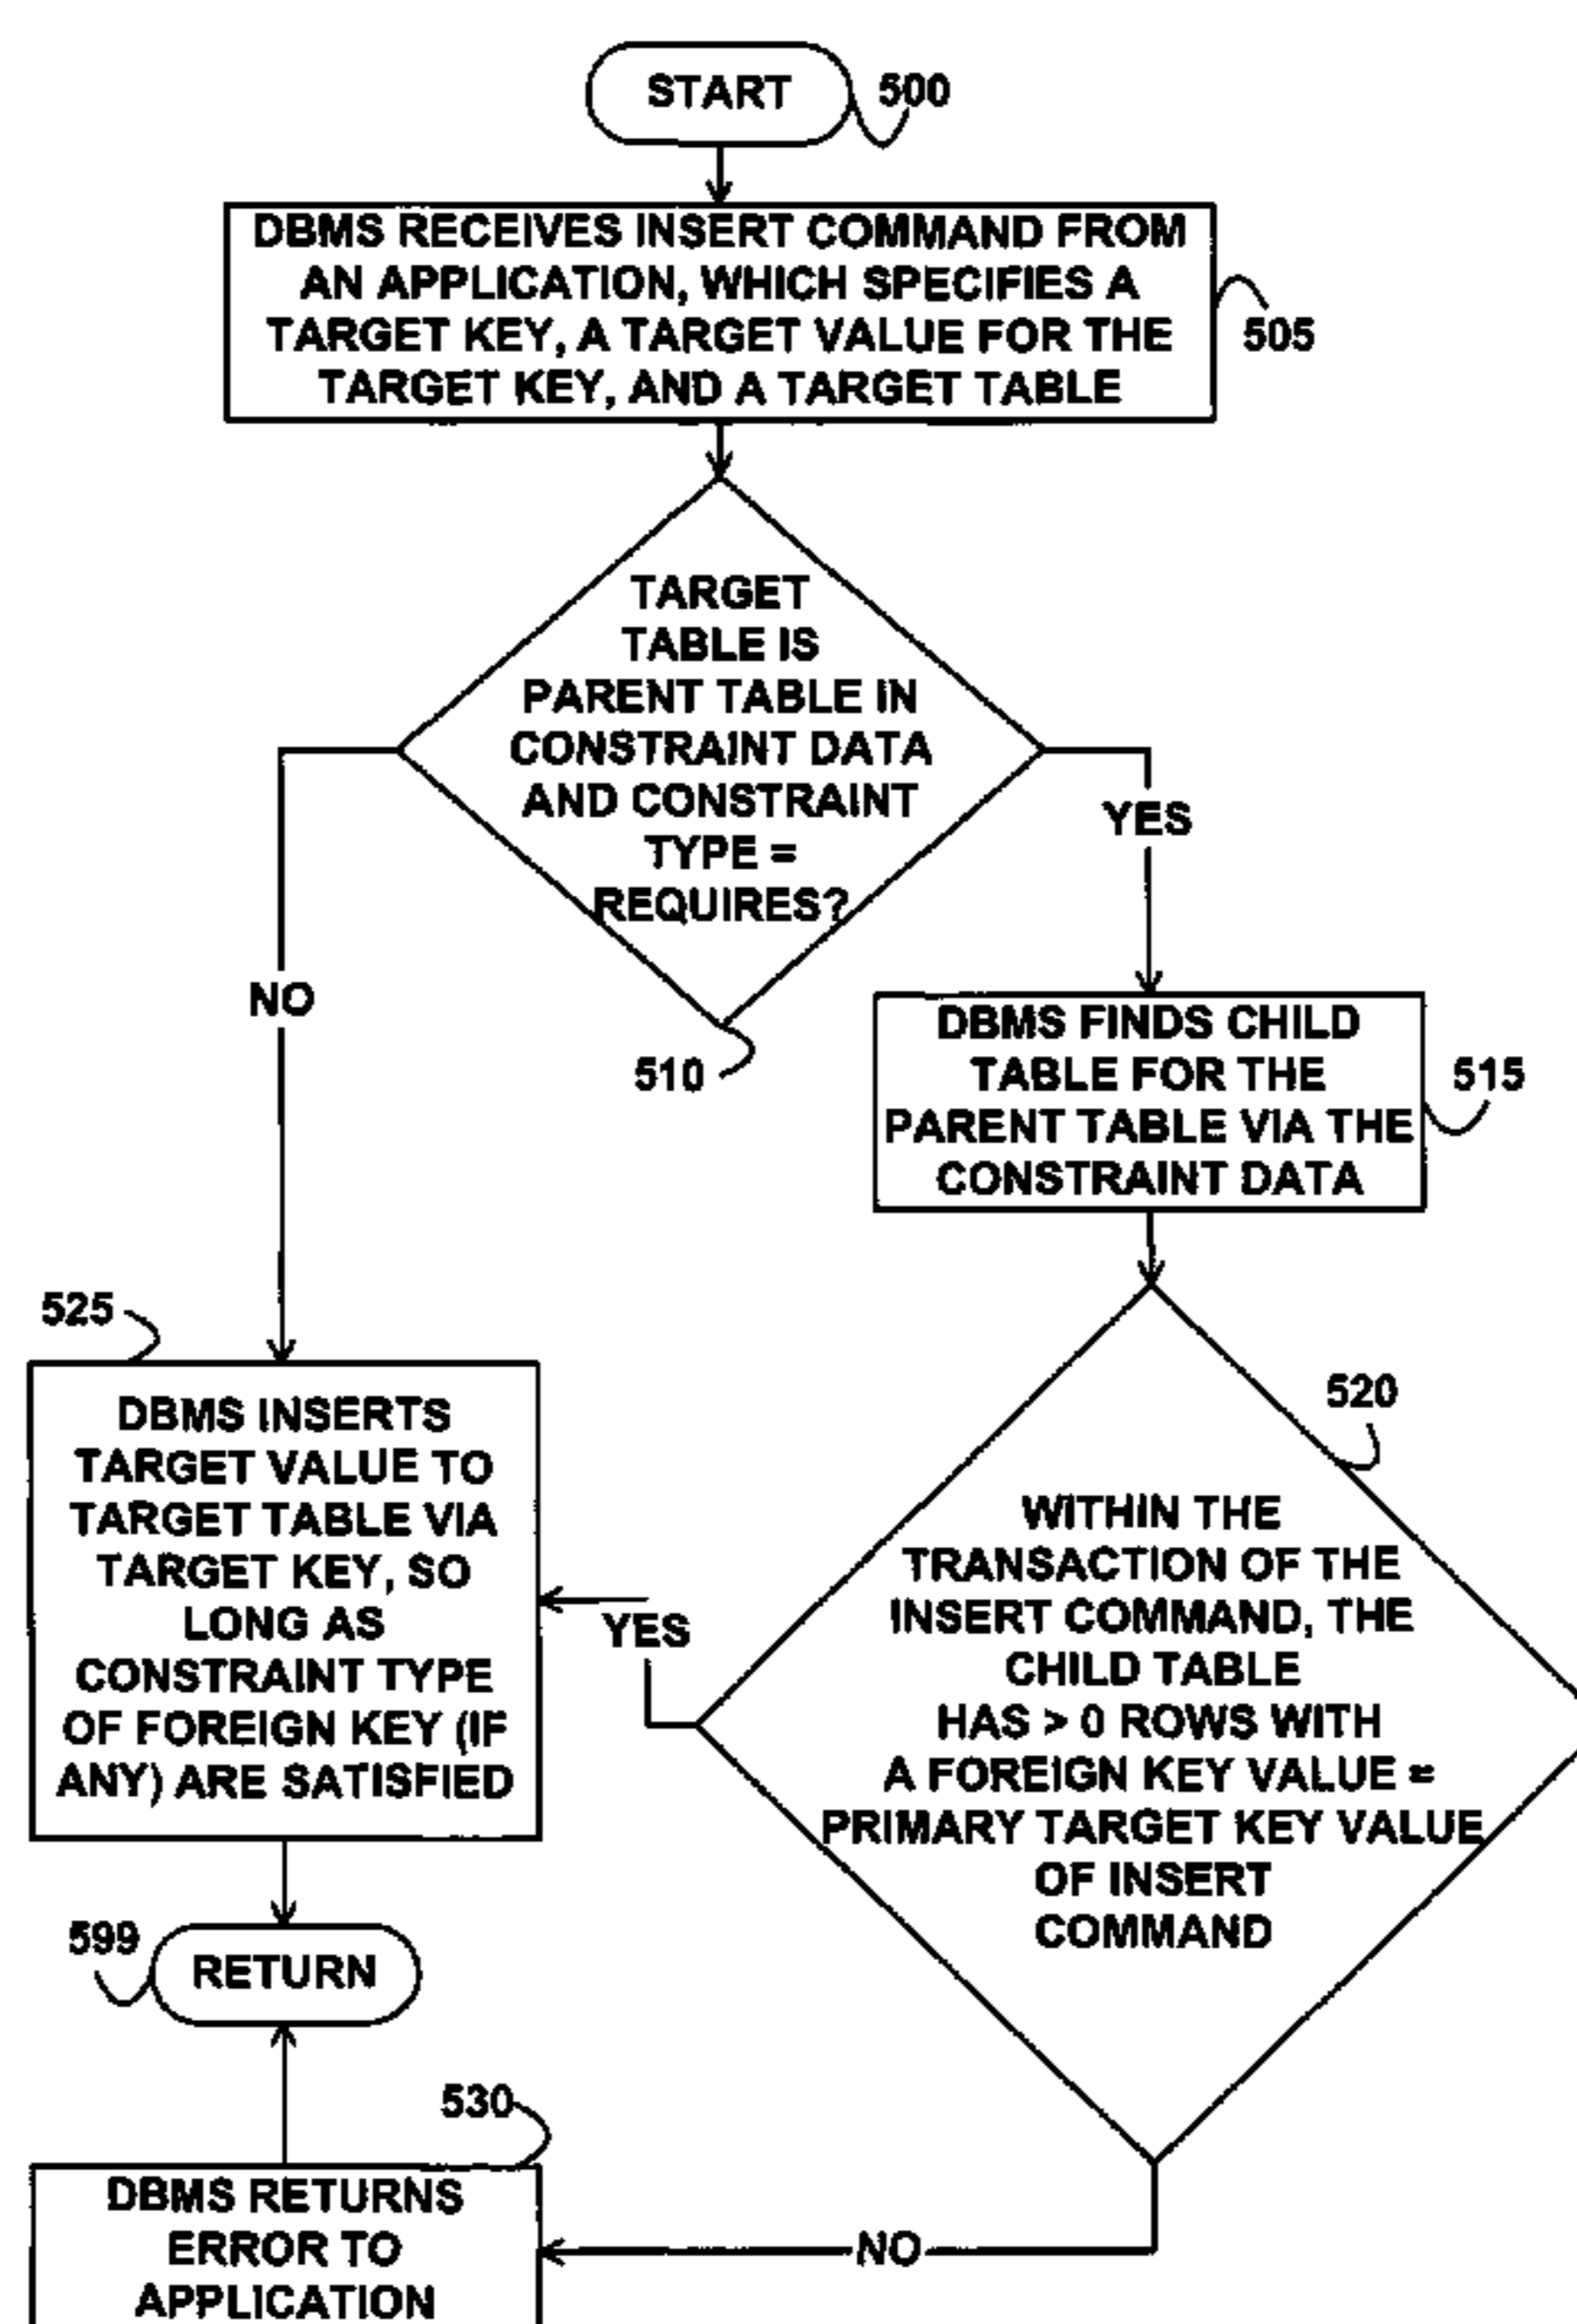 START
500
DBMS RECEIVES INSERT COMMAND FROM
AN APPLICATION, WHICH SPECIFIES A
TARGET KEY, A TARGET VALUE FOR THE
TARGET KEY, AND A TARGET TABLE
505
TARGET
TABLE IS
PARENT TABLE IN
CONSTRAINT DATA
AND CONSTRAINT
TYPE =
REQUIRES?
510
YES
NO
DBMS FINDS CHILD
TABLE FOR THE
PARENT TABLE VIA THE
CONSTRAINT DATA
515
520
WITHIN THE
TRANSACTION OF THE
INSERT COMMAND, THE
CHILD TABLE
HAS > 0 ROWS WITH
A FOREIGN KEY VALUE =
PRIMARY TARGET KEY VALUE
OF INSERT
COMMAND
YES
525
DBMS INSERTS
TARGET VALUE TO
TARGET TABLE VIA
TARGET KEY, SO
LONG AS
CONSTRAINT TYPE
OF FOREIGN KEY (IF
ANY) ARE SATISFIED
599
RETURN
530
DBMS RETURNS
ERROR TO
APPLICATION
NO